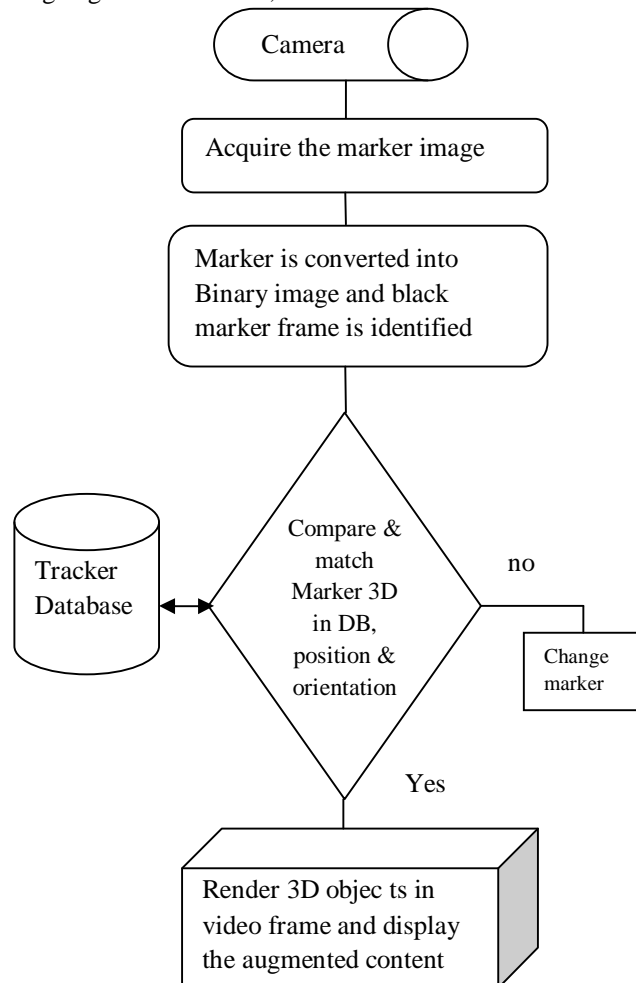 Camera
Acquire the marker image
Marker is converted into
Binary image and black
marker frame is identified
Compare &
match
Marker 3D
in DB,
position &
orientation
Tracker
Database
no
Change
marker
Yes
Render 3D objec ts in
video frame and display
the augmented content